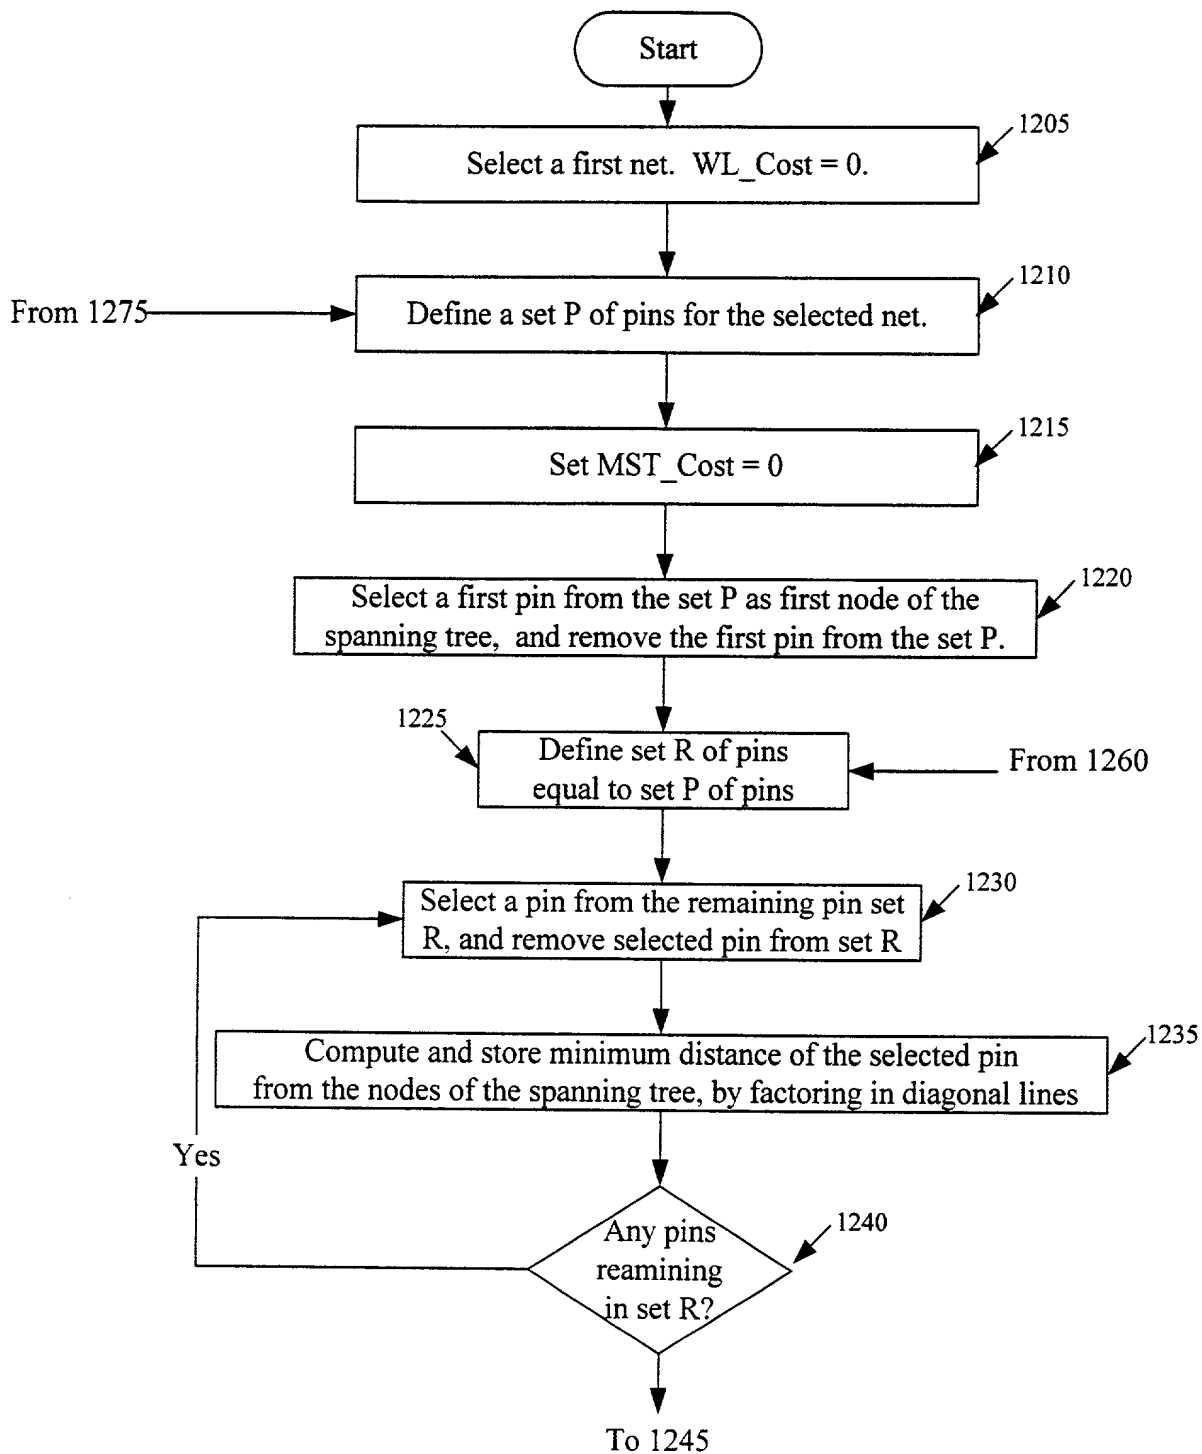 Start
1205
Select a first net. WL_Cost = 0.
1210
From 1275
Define a set P of pins for the selected net.
1215
Set MST_Cost = 0
1220
Select a first pin from the set P as first node of the
spanning tree, and remove the first pin from the set P.
1225
Define set R of pins
equal to set P of pins
From 1260
1230
Select a pin from the remaining pin set
R, and remove selected pin from set R
1235
Compute and store minimum distance of the selected pin
from the nodes of the spanning tree, by factoring in diagonal lines
Yes
1240
Any pins
reamining
in set R?
To 1245